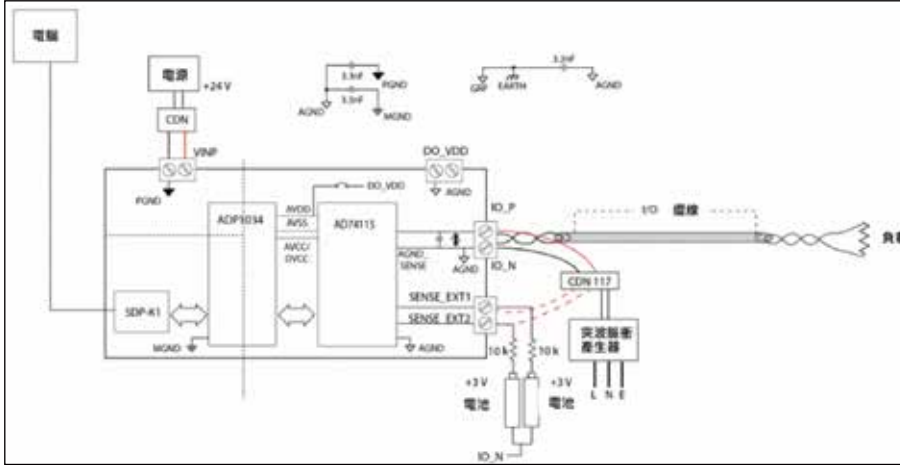 電腦
電源
+24 V
CDN
VINP
PGND
3.3nF
PGND
3.3nF
AGND
MGND
3.3nF
EARTH
AGND
DO_VDD
AGND
DO_VDD
ADP1034
AVDD
AVSS
AVCC/
DVCC
AD74115
AGND_
SENSE
AGND
IO_P
IO_N
I/O 纜線
負載
CDN 117
SDP-K1
SENSE_EXT1
SENSE_EXT2
MGND
AGND
10 k
10 k
突波脈衝
產生器
L N E
+3 V
電池
+3 V
電池
IO_N